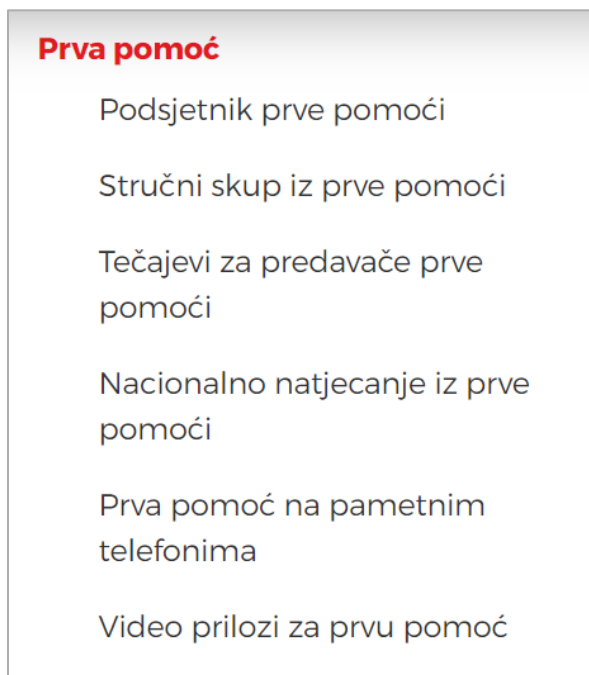 Prva pomoć
Podsjetnik prve pomoći
Stručni skup iz prve pomoći
Tečajevi za predavače prve
pomoći
Nacionalno natjecanje iz prve
pomoći
Prva pomoć na pametnim
telefonima
Video prilozi za prvu pomoć